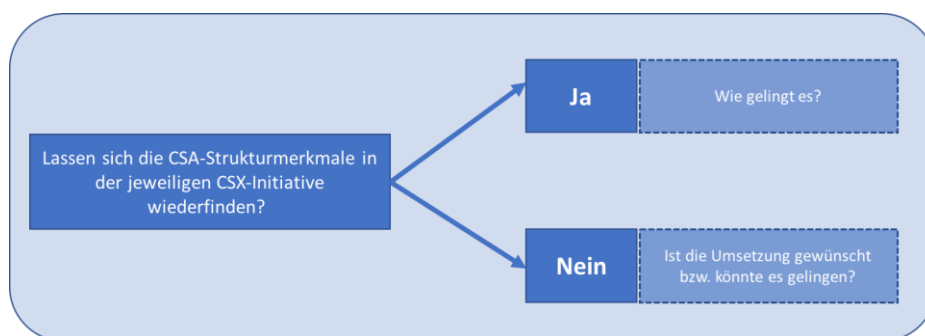 Lassen sich die CSA-Strukturmerkmale in
der jeweiligen CSX-Initiative
wiederfinden?
Ja
Wie gelingt es?
Nein
Ist die Umsetzung gewünscht
bzw. könnte es gelingen?